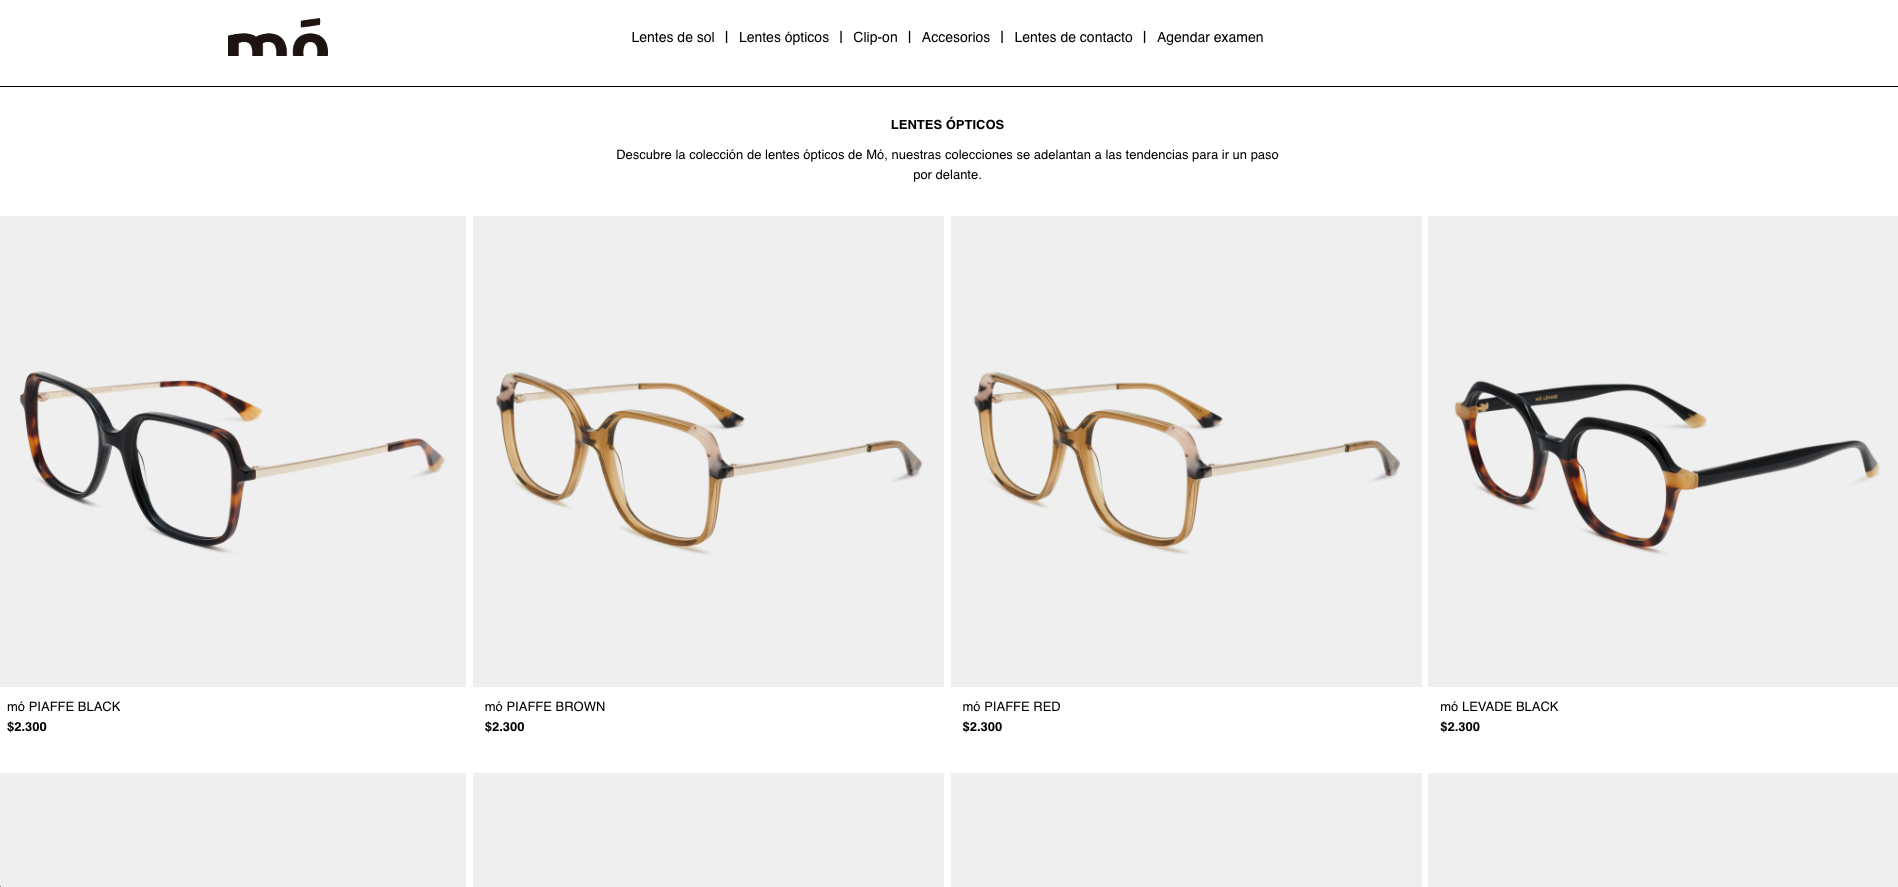 mó
Lentes de sol | Lentes ópticos | Clip-on | Accesorios | Lentes de contacto | Agendar examen
LENTES ÓPTICOS
Descubre la colección de lentes ópticos de Mó, nuestras colecciones se adelantan a las tendencias para ir un paso
por delante.
mó PIAFFE BLACK
$2.300
mó PIAFFE BROWN
$2.300
mó PIAFFE RED
$2.300
mó LEVADE BLACK
$2.300